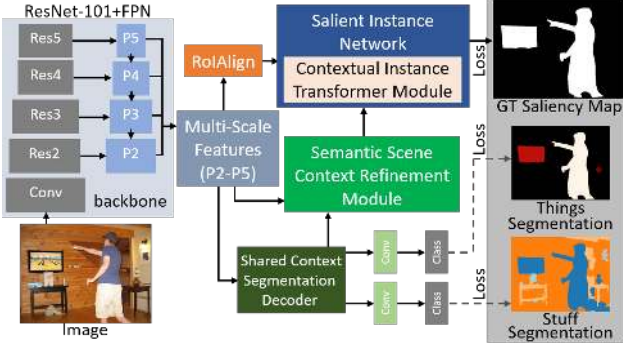 ResNet-101+FPN
Res5
P5
Res4
P4
Res3
P3
Res2
P2
Conv
backbone
Image
RoIAlign
Multi-Scale
Features
(P2-P5)
Salient Instance
Network
Contextual Instance
Transformer Module
Semantic Scene
Context Refinement
Module
Shared Context
Segmentation
Decoder
Conv
Class
Conv
Class
Loss
GT Saliency Map
Loss
Things
Segmentation
Loss
Stuff
Segmentation